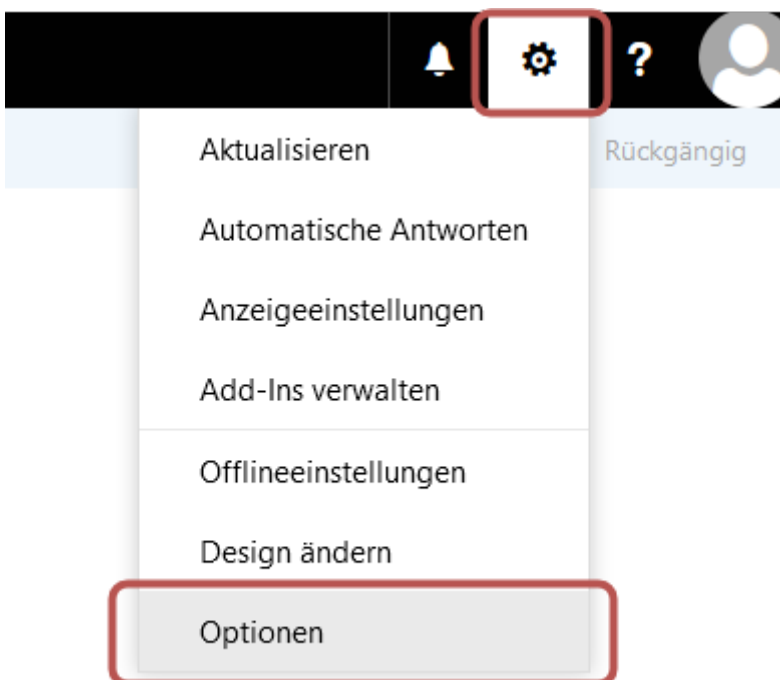 ?
Aktualisieren
Rückgängig
Automatische Antworten
Anzeigeeinstellungen
Add-Ins verwalten
Offlineeinstellungen
Design ändern
Optionen